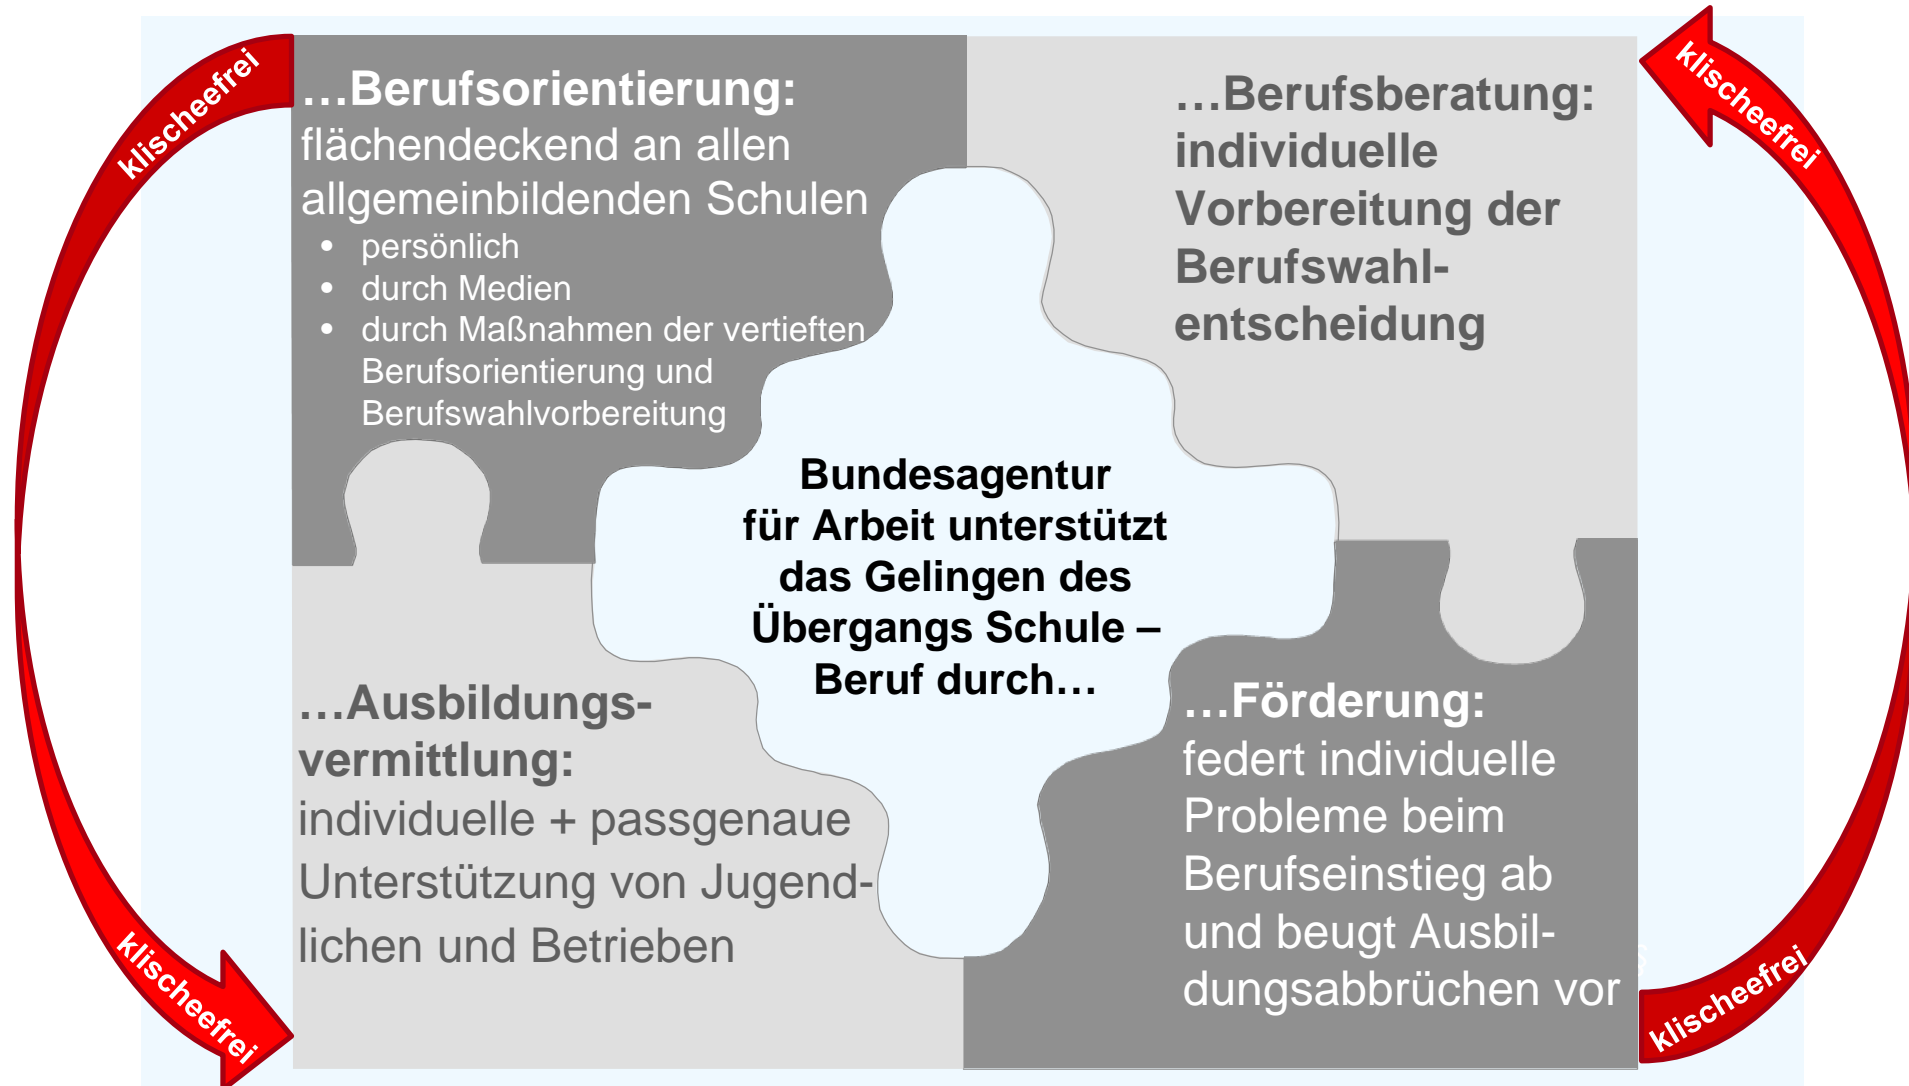 klischeefrei
…Berufsorientierung:
flächendeckend an allen
allgemeinbildenden Schulen
• persönlich
• durch Medien
• durch Maßnahmen der vertieften
Berufsorientierung und
Berufswahlvorbereitung
…Berufsberatung:
individuelle
Vorbereitung der
Berufswahl-
entscheidung
klischeefrei
Bundesagentur
für Arbeit unterstützt
das Gelingen des
Übergangs Schule –
Beruf durch…
…Ausbildungs-
vermittlung:
individuelle + passgenaue
Unterstützung von Jugend-
lichen und Betrieben
klischeefrei
…Förderung:
federt individuelle
Probleme beim
Berufseinstieg ab
und beugt Ausbil-
dungsabbrüchen vor
klischeefrei